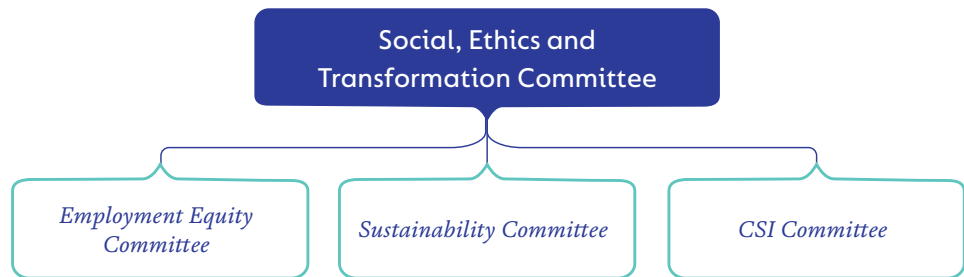 Social, Ethics and
Transformation Committee
Employment Equity
Committee
Sustainability Committee
CSI Committee